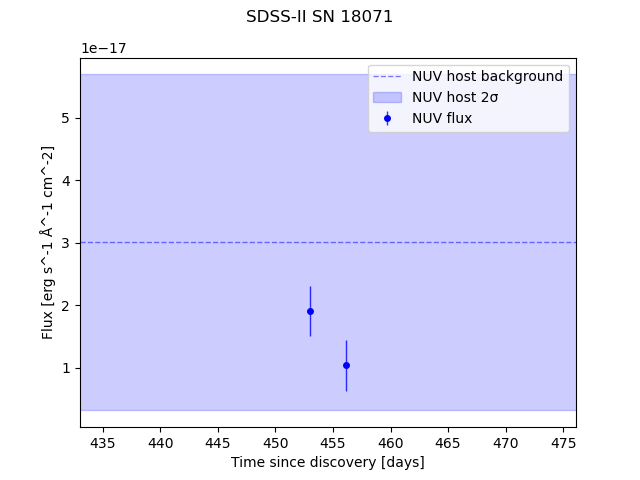 SDSS-II SN 18071
1e−17
NUV host background
NUV host 2σ
NUV flux
5
4
3
2
1
Flux [erg s^-1 Å^-1 cm^-2]
435 440 445 450 455 460 465 470 475
Time since discovery [days]